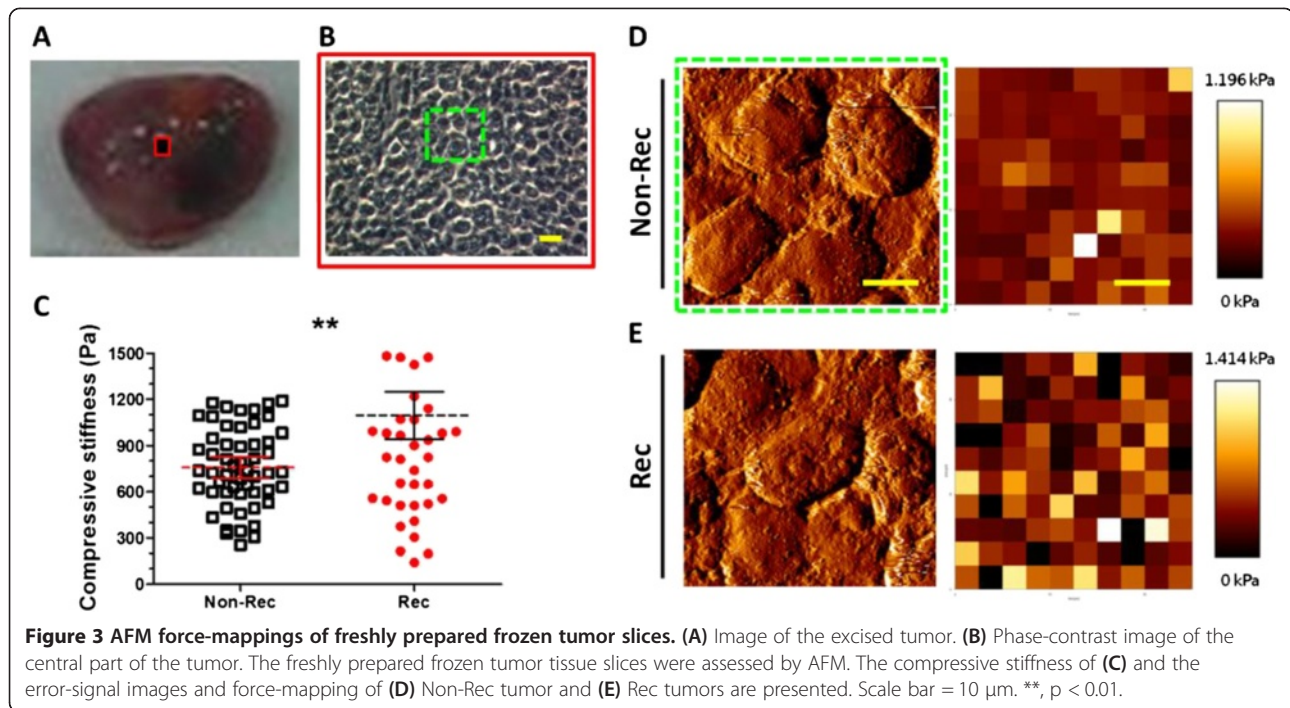 A
B
D
Non-Rec
1.196 kPa
0 kPa
C
**
Compressive stiffness (Pa)
1500
1200
900
600
300
0
Non-Rec
Rec
E
Rec
1.414 kPa
0 kPa
Figure 3 AFM force-mappings of freshly prepared frozen tumor slices. (A) Image of the excised tumor. (B) Phase-contrast image of the
central part of the tumor. The freshly prepared frozen tumor tissue slices were assessed by AFM. The compressive stiffness of (C) and the
error-signal images and force-mapping of (D) Non-Rec tumor and (E) Rec tumors are presented. Scale bar = 10 μm. **, p < 0.01.